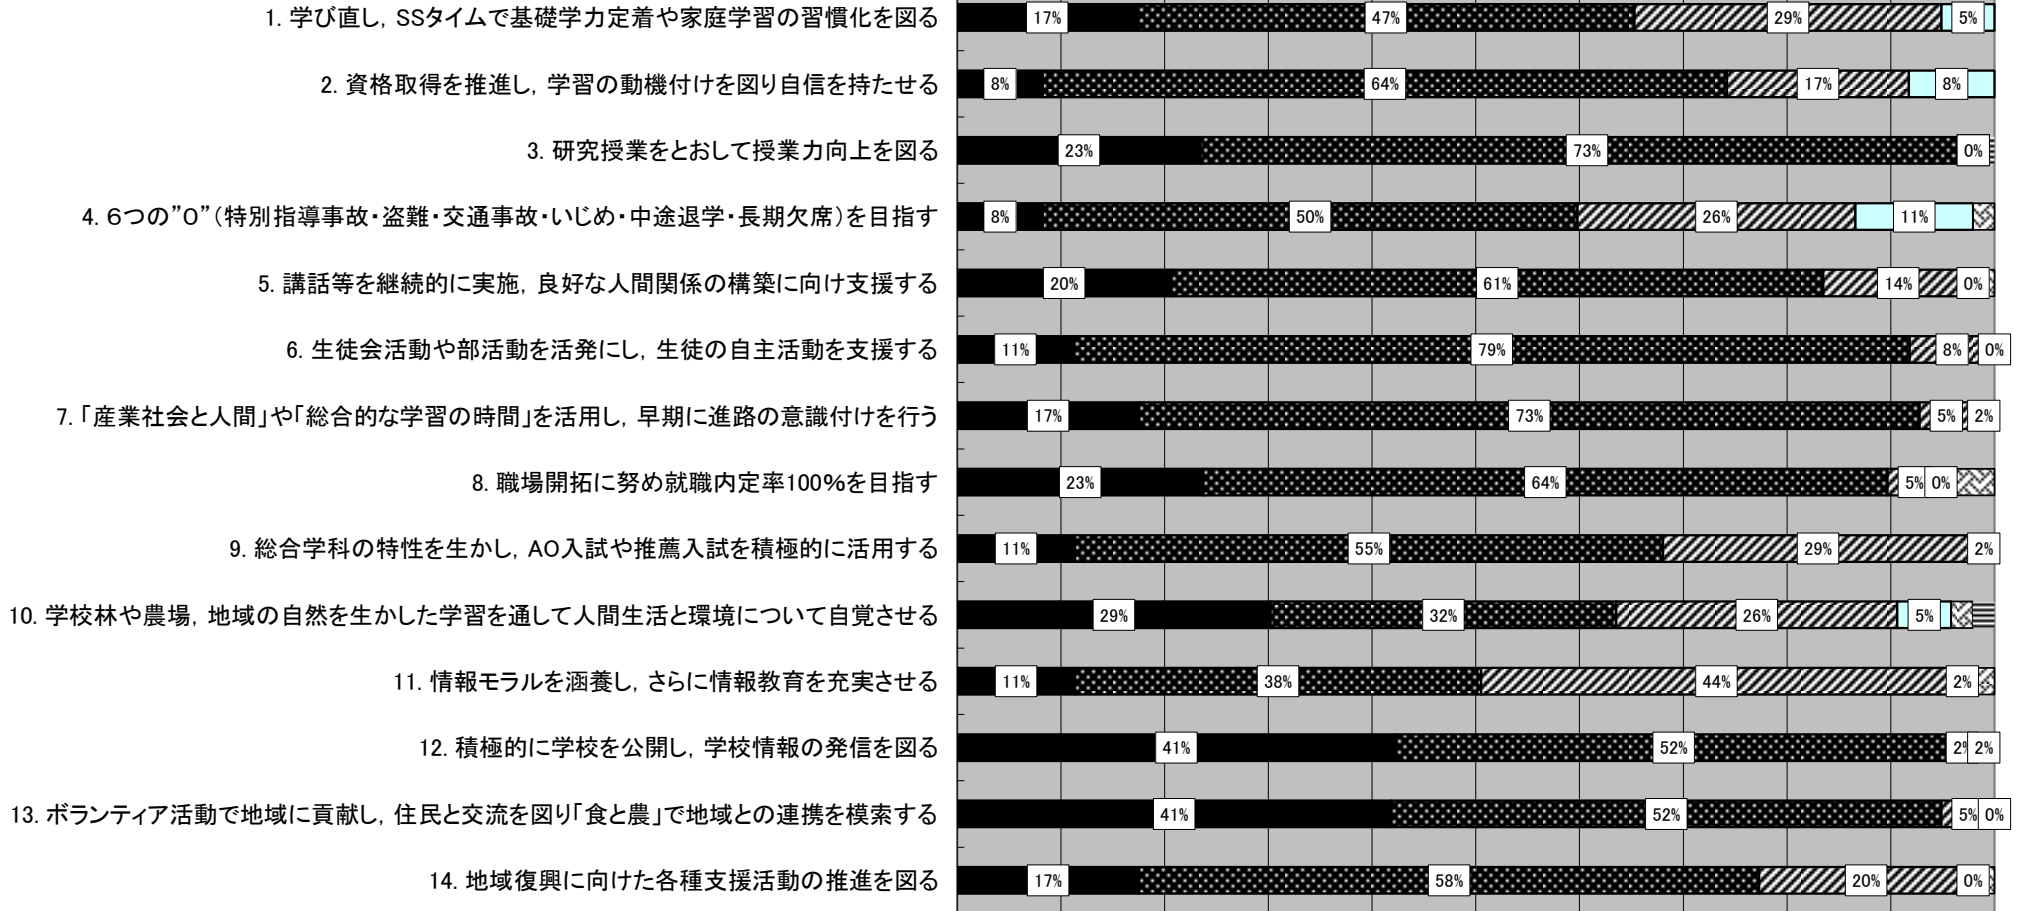 1. 学び直し，SSタイムで基礎学力定着や家庭学習の習慣化を図る 17% 47% 29% 5%
2. 資格取得を推進し，学習の動機付けを図り自信を持たせる 8% 64% 17% 8%
3. 研究授業をとおして授業力向上を図る 23% 73% 0%
4. ６つの”０”（特別指導事故・盗難・交通事故・いじめ・中途退学・長期欠席）を目指す 8% 50% 26% 11%
5. 講話等を継続的に実施，良好な人間関係の構築に向け支援する 20% 61% 14% 0%
6. 生徒会活動や部活動を活発にし，生徒の自主活動を支援する 11% 79% 8% 0%
7. 「産業社会と人間」や「総合的な学習の時間」を活用し，早期に進路の意識付けを行う 17% 73% 5% 2%
8. 職場開拓に努め就職内定率100％を目指す 23% 64% 5% 0%
9. 総合学科の特性を生かし，AO入試や推薦入試を積極的に活用する 11% 55% 29% 2%
10. 学校林や農場，地域の自然を生かした学習を通して人間生活と環境について自覚させる 29% 32% 26% 5%
11. 情報モラルを涵養し，さらに情報教育を充実させる 11% 38% 44% 2%
12. 積極的に学校を公開し，学校情報の発信を図る 41% 52% 2% 2%
13. ボランティア活動で地域に貢献し，住民と交流を図り「食と農」で地域との連携を模索する 41% 52% 5% 0%
14. 地域復興に向けた各種支援活動の推進を図る 17% 58% 20% 0%